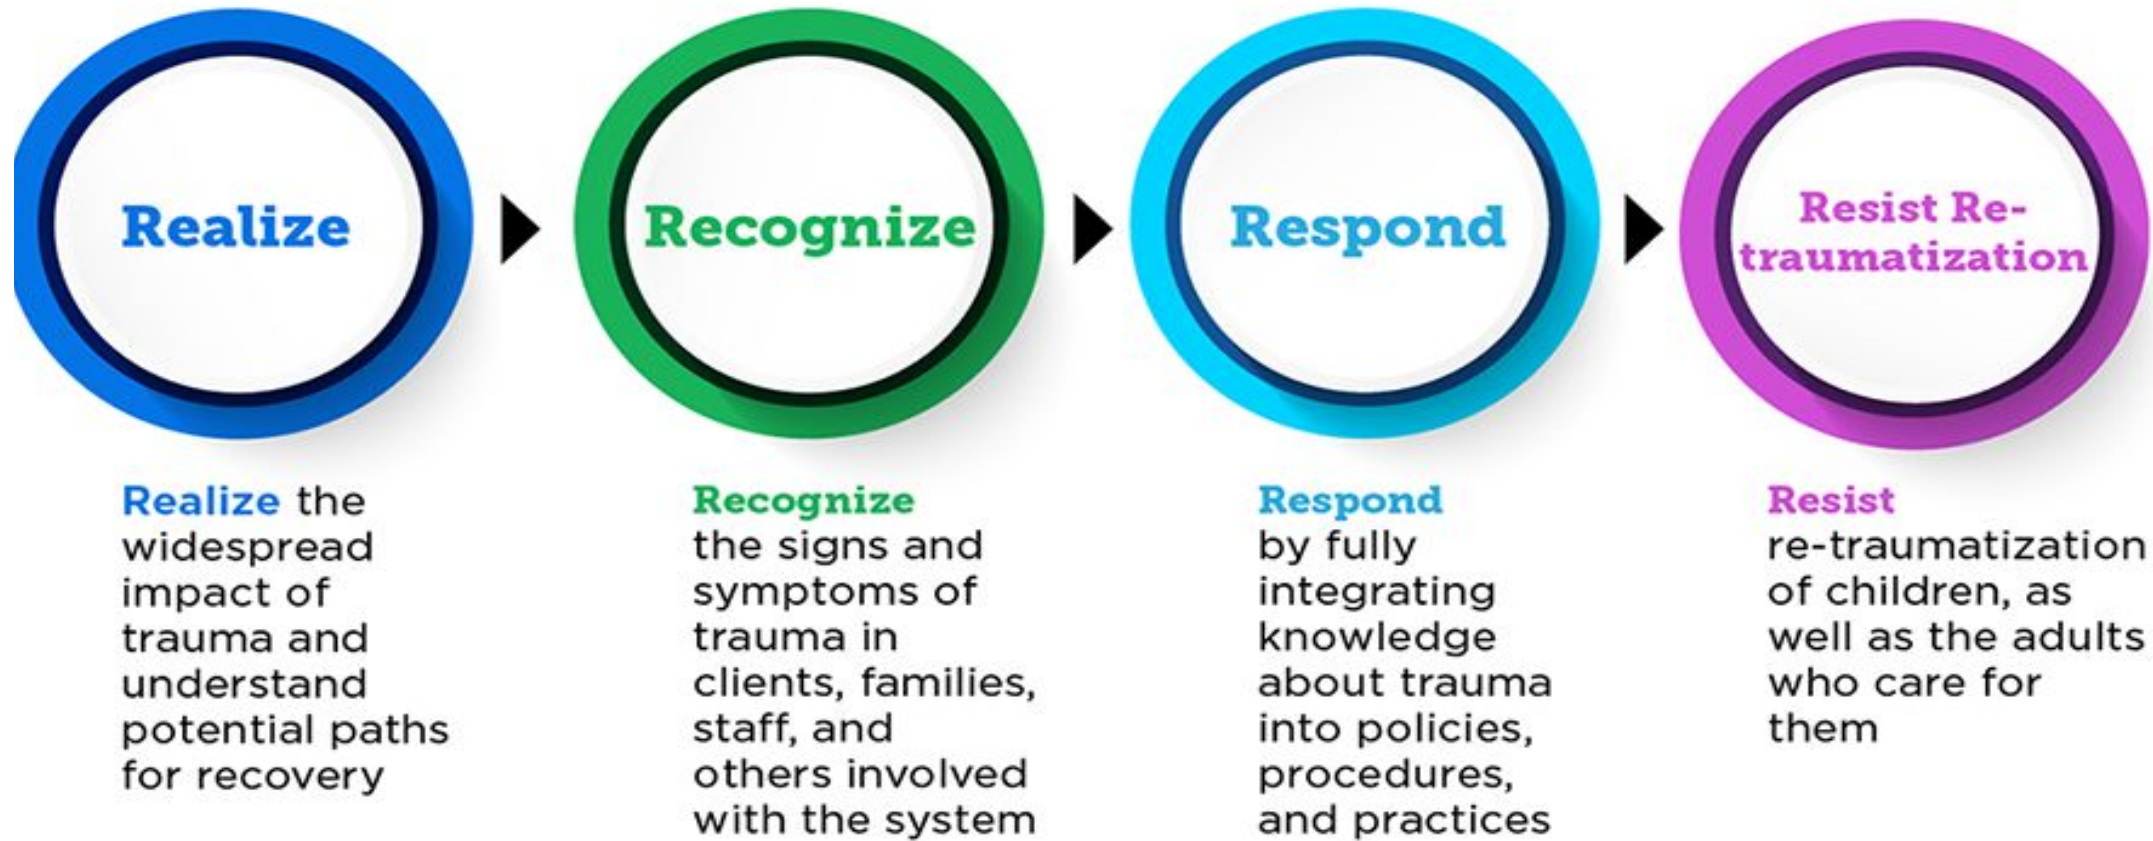 Realize
Recognize
Respond
Resist Re-
traumatization
Realize the
widespread
impact of
trauma and
understand
potential paths
for recovery
Recognize
the signs and
symptoms of
trauma in
clients, families,
staff, and
others involved
with the system
Respond
by fully
integrating
knowledge
about trauma
into policies,
procedures,
and practices
Resist
re-traumatization
of children, as
well as the adults
who care for
them